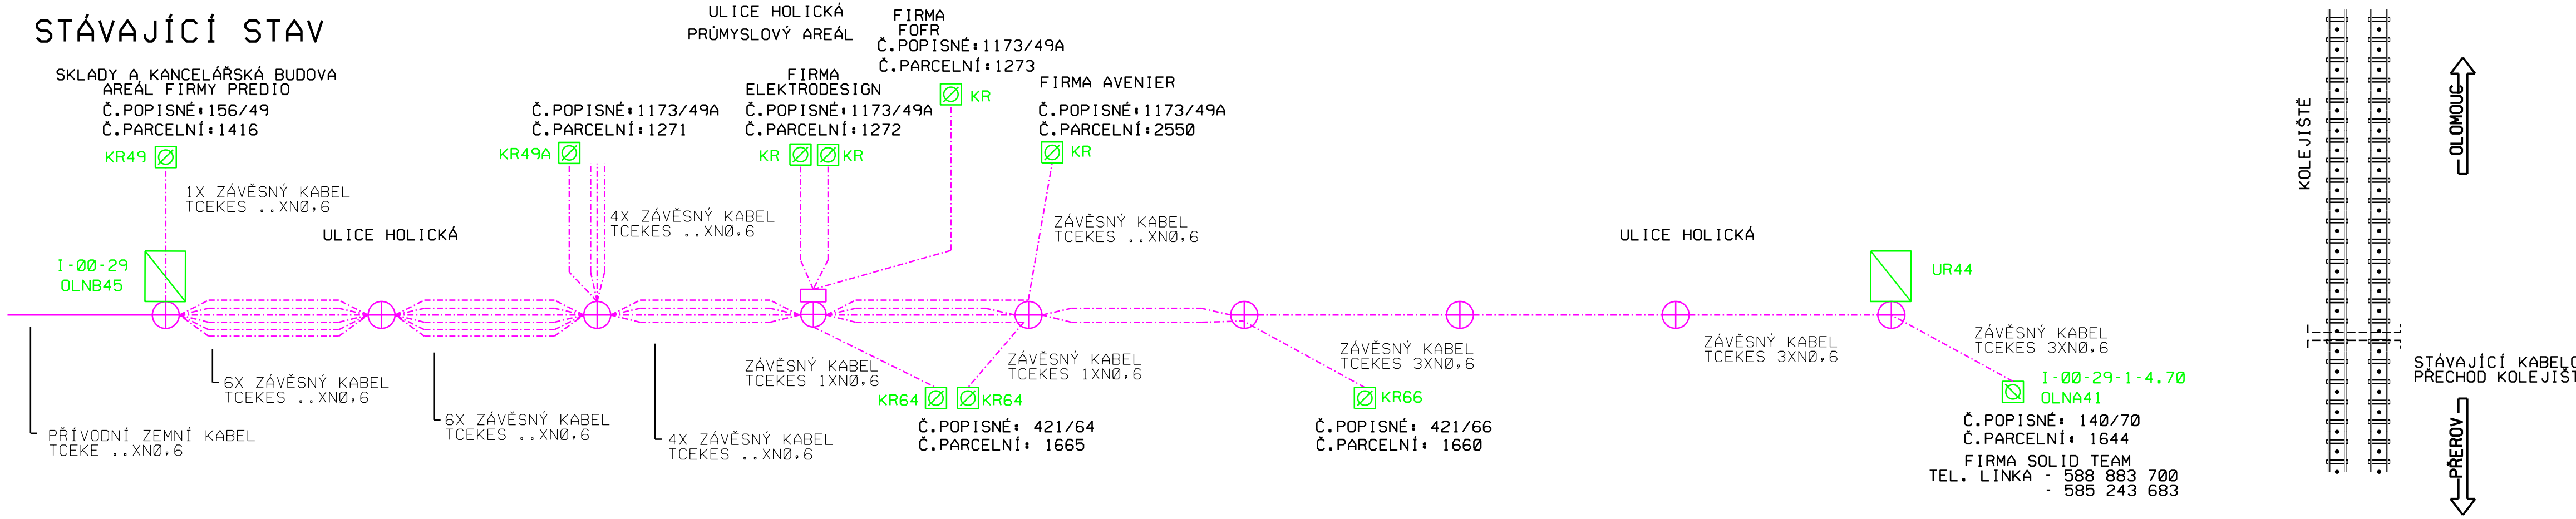 STÁVAJÍCÍ STAV
SKLADY A KANCELÁŘSKÁ BUDOVA
AREÁL FIRMY PREDIO
Č.POPISNÉ:156/49
Č.PARCELNÍ:1416
KR49
1X ZÁVĚSNÝ KABEL
TCEKES ..XNØ,6
I-00-29
OLNB45
ULICE HOLICKÁ
PŘÍVODNÍ ZEMNÍ KABEL
TCEKE ..XNØ,6
6X ZÁVĚSNÝ KABEL
TCEKES ..XNØ,6
6X ZÁVĚSNÝ KABEL
TCEKES ..XNØ,6
Č.POPISNÉ:1173/49A
Č.PARCELNÍ:1271
KR49A
4X ZÁVĚSNÝ KABEL
TCEKES ..XNØ,6
4X ZÁVĚSNÝ KABEL
TCEKES ..XNØ,6
ULICE HOLICKÁ
PRŮMYSLOVÝ AREÁL
FIRMA
ELEKTRODESIGN
Č.POPISNÉ:1173/49A
Č.PARCELNÍ:1272
KR
KR
FIRMA
FOFR
Č.POPISNÉ:1173/49A
Č.PARCELNÍ:1273
KR
FIRMA AVENIER
Č.POPISNÉ:1173/49A
Č.PARCELNÍ:2550
KR
ZÁVĚSNÝ KABEL
TCEKES ..XNØ,6
ZÁVĚSNÝ KABEL
TCEKES 1XNØ,6
ZÁVĚSNÝ KABEL
TCEKES 1XNØ,6
KR64
KR64
Č.POPISNÉ: 421/64
Č.PARCELNÍ: 1665
ZÁVĚSNÝ KABEL
TCEKES 3XNØ,6
KR66
Č.POPISNÉ: 421/66
Č.PARCELNÍ: 1660
ULICE HOLICKÁ
ZÁVĚSNÝ KABEL
TCEKES 3XNØ,6
UR44
ZÁVĚSNÝ KABEL
TCEKES 3XNØ,6
I-00-29-1-4.70
OLNA41
Č.POPISNÉ: 140/70
Č.PARCELNÍ: 1644
FIRMA SOLID TEAM
TEL. LINKA - 588 883 700
- 585 243 683
KOLEJIŠTĚ
OLOMOUC
STÁVAJÍCÍ KABELO
PŘECHOD KOLEJIŠT
PŘEROV